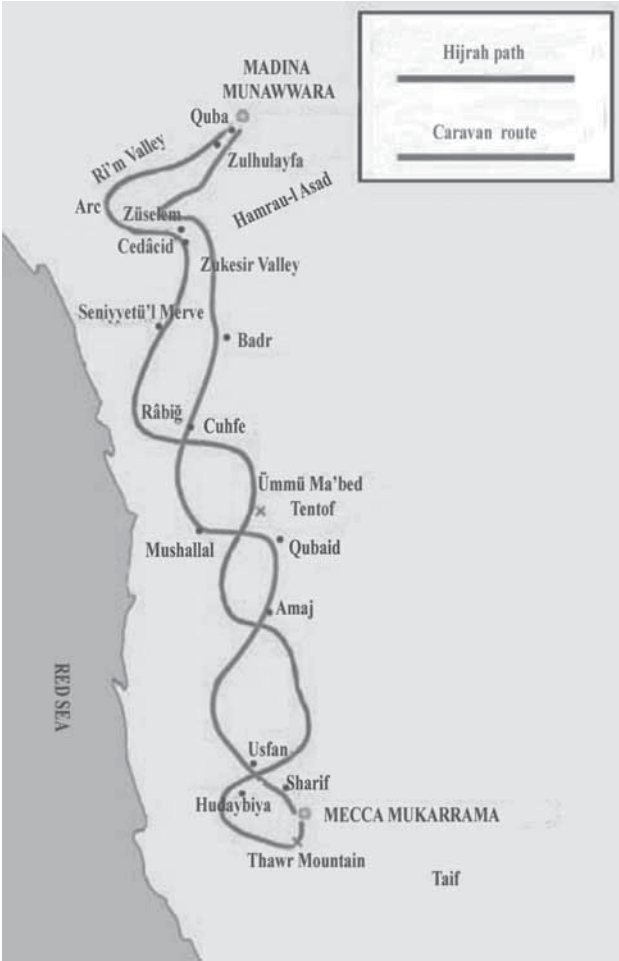 Hijrah path
Caravan route
MADINA
MUNAWWARA
Quba
Zulhulayfa
Ri'm Valley
Hamrau-l Asad
Arc
Züselem
Cedâcid
Zukesir Valley
Seniyyetü'l Merve
Badr
Râbiğ
Cuhfe
Ümmü Ma'bed
Tentof
Mushallal
Qubaid
Amaj
RED SEA
Usfan
Sharif
Hudaybiya
MECCA MUKARRAMA
Thawr Mountain
Taif